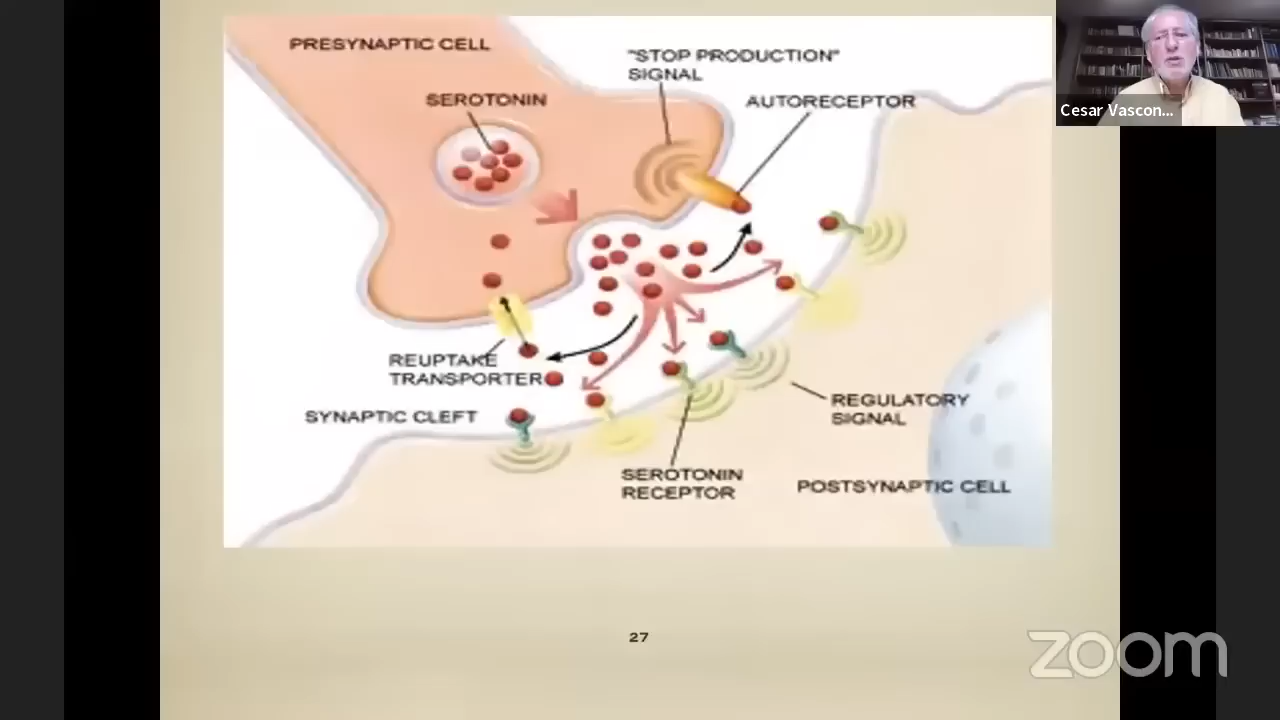 PRESYNAPTIC CELL
"STOP PRODUCTION"
SIGNAL
SEROTONIN
AUTORECEPTOR
Cesar Vascon...
REUPTAKE
TRANSPORTER
SYNAPTIC CLEFT
REGULATORY
SIGNAL
SEROTONIN
RECEPTOR
POSTSYNAPTIC CELL
27
zoom